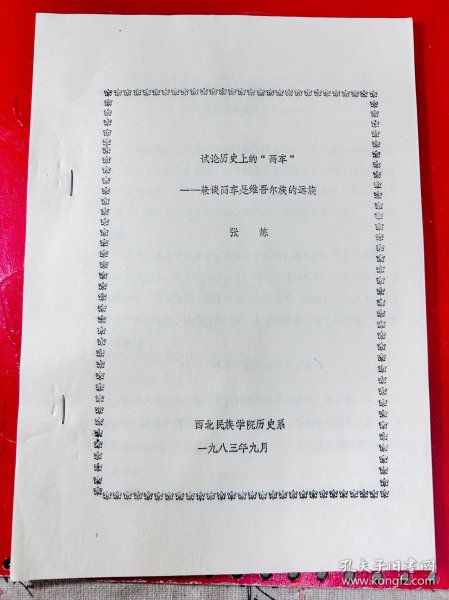 试论历史上的“高车”
——兼谈高车是维吾尔族的远族
张 炼
西北民族学院历史系
一九八三年九月
孔夫子旧书网
www.kongfz.com